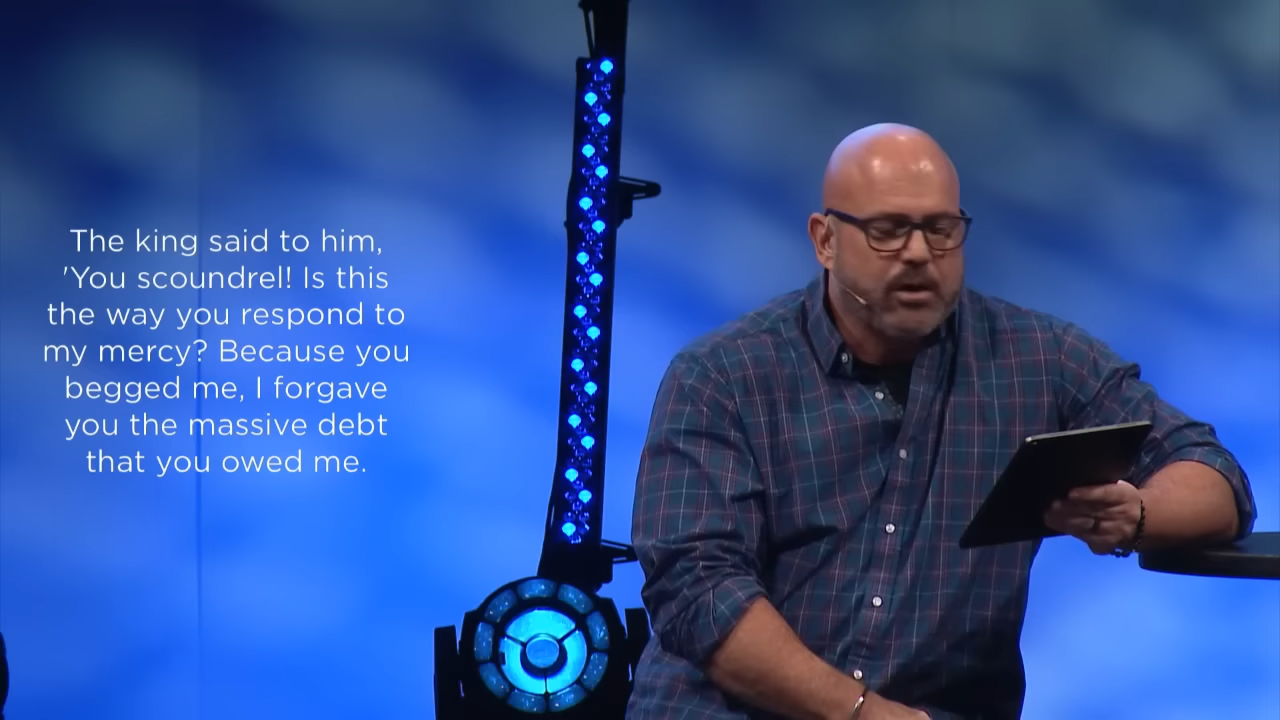 The king said to him,
'You scoundrel! Is this
the way you respond to
my mercy? Because you
begged me, I forgave
you the massive debt
that you owed me.